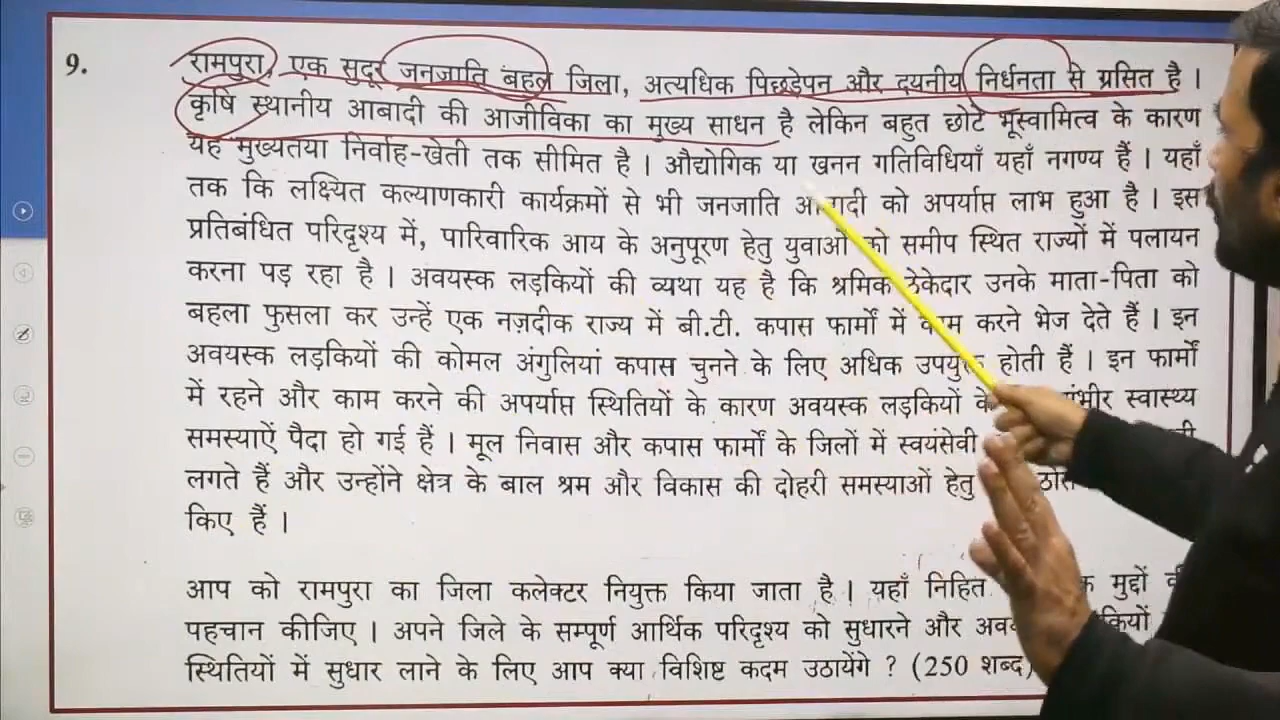 9. रामपुरा, एक सुदूर जनजाति बहुल जिला, अत्यधिक पिछड़ेपन और दयनीय निर्धनता से ग्रसित है ।
कृषि स्थानीय आबादी की आजीविका का मुख्य साधन है लेकिन बहुत छोटे भूस्वामित्व के कारण
यह मुख्यतया निर्वाह-खेती तक सीमित है । औद्योगिक या खनन गतिविधियाँ यहाँ नगण्य हैं । यहाँ
तक कि लक्ष्यित कल्याणकारी कार्यक्रमों से भी जनजाति आबादी को अपर्याप्त लाभ हुआ है । इस
प्रतिबंधित परिदृश्य में, पारिवारिक आय के अनुपूरण हेतु युवाओं को समीप स्थित राज्यों में पलायन
करना पड़ रहा है । अवयस्क लड़कियों की व्यथा यह है कि श्रमिक ठेकेदार उनके माता-पिता को
बहला फुसला कर उन्हें एक नज़दीक राज्य में बी.टी. कपास फार्मों में काम करने भेज देते हैं । इन
अवयस्क लड़कियों की कोमल अंगुलियां कपास चुनने के लिए अधिक उपयुक्त होती हैं । इन फार्मों
में रहने और काम करने की अपर्याप्त स्थितियों के कारण अवयस्क लड़कियों के गंभीर स्वास्थ्य
समस्याऐं पैदा हो गई हैं । मूल निवास और कपास फार्मों के जिलों में स्वयंसेवी
लगते हैं और उन्होंने क्षेत्र के बाल श्रम और विकास की दोहरी समस्याओं हेतु ठोस
किए हैं ।
आप को रामपुरा का जिला कलेक्टर नियुक्त किया जाता है । यहाँ निहित मुद्दों की
पहचान कीजिए । अपने जिले के सम्पूर्ण आर्थिक परिदृश्य को सुधारने और
स्थितियों में सुधार लाने के लिए आप क्या विशिष्ट कदम उठायेंगे ? (250 शब्द)